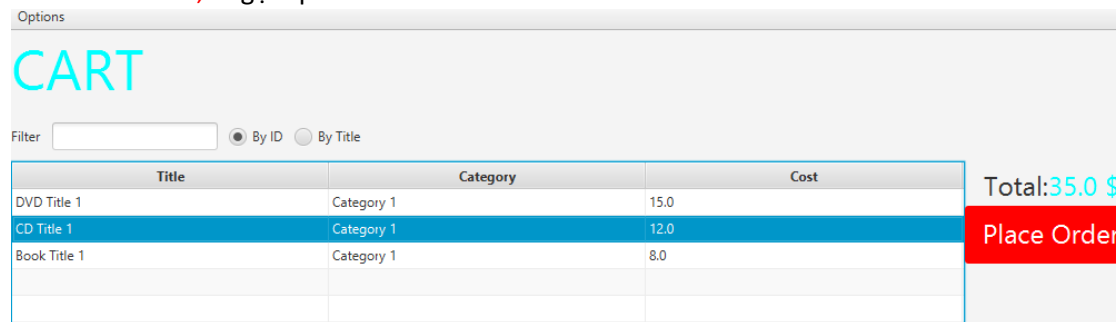 Options
CART
Filter By ID By Title
Title Category Cost
DVD Title 1 Category 1 15.0
CD Title 1 Category 1 12.0
Book Title 1 Category 1 8.0
Total:35.0 $
Place Order